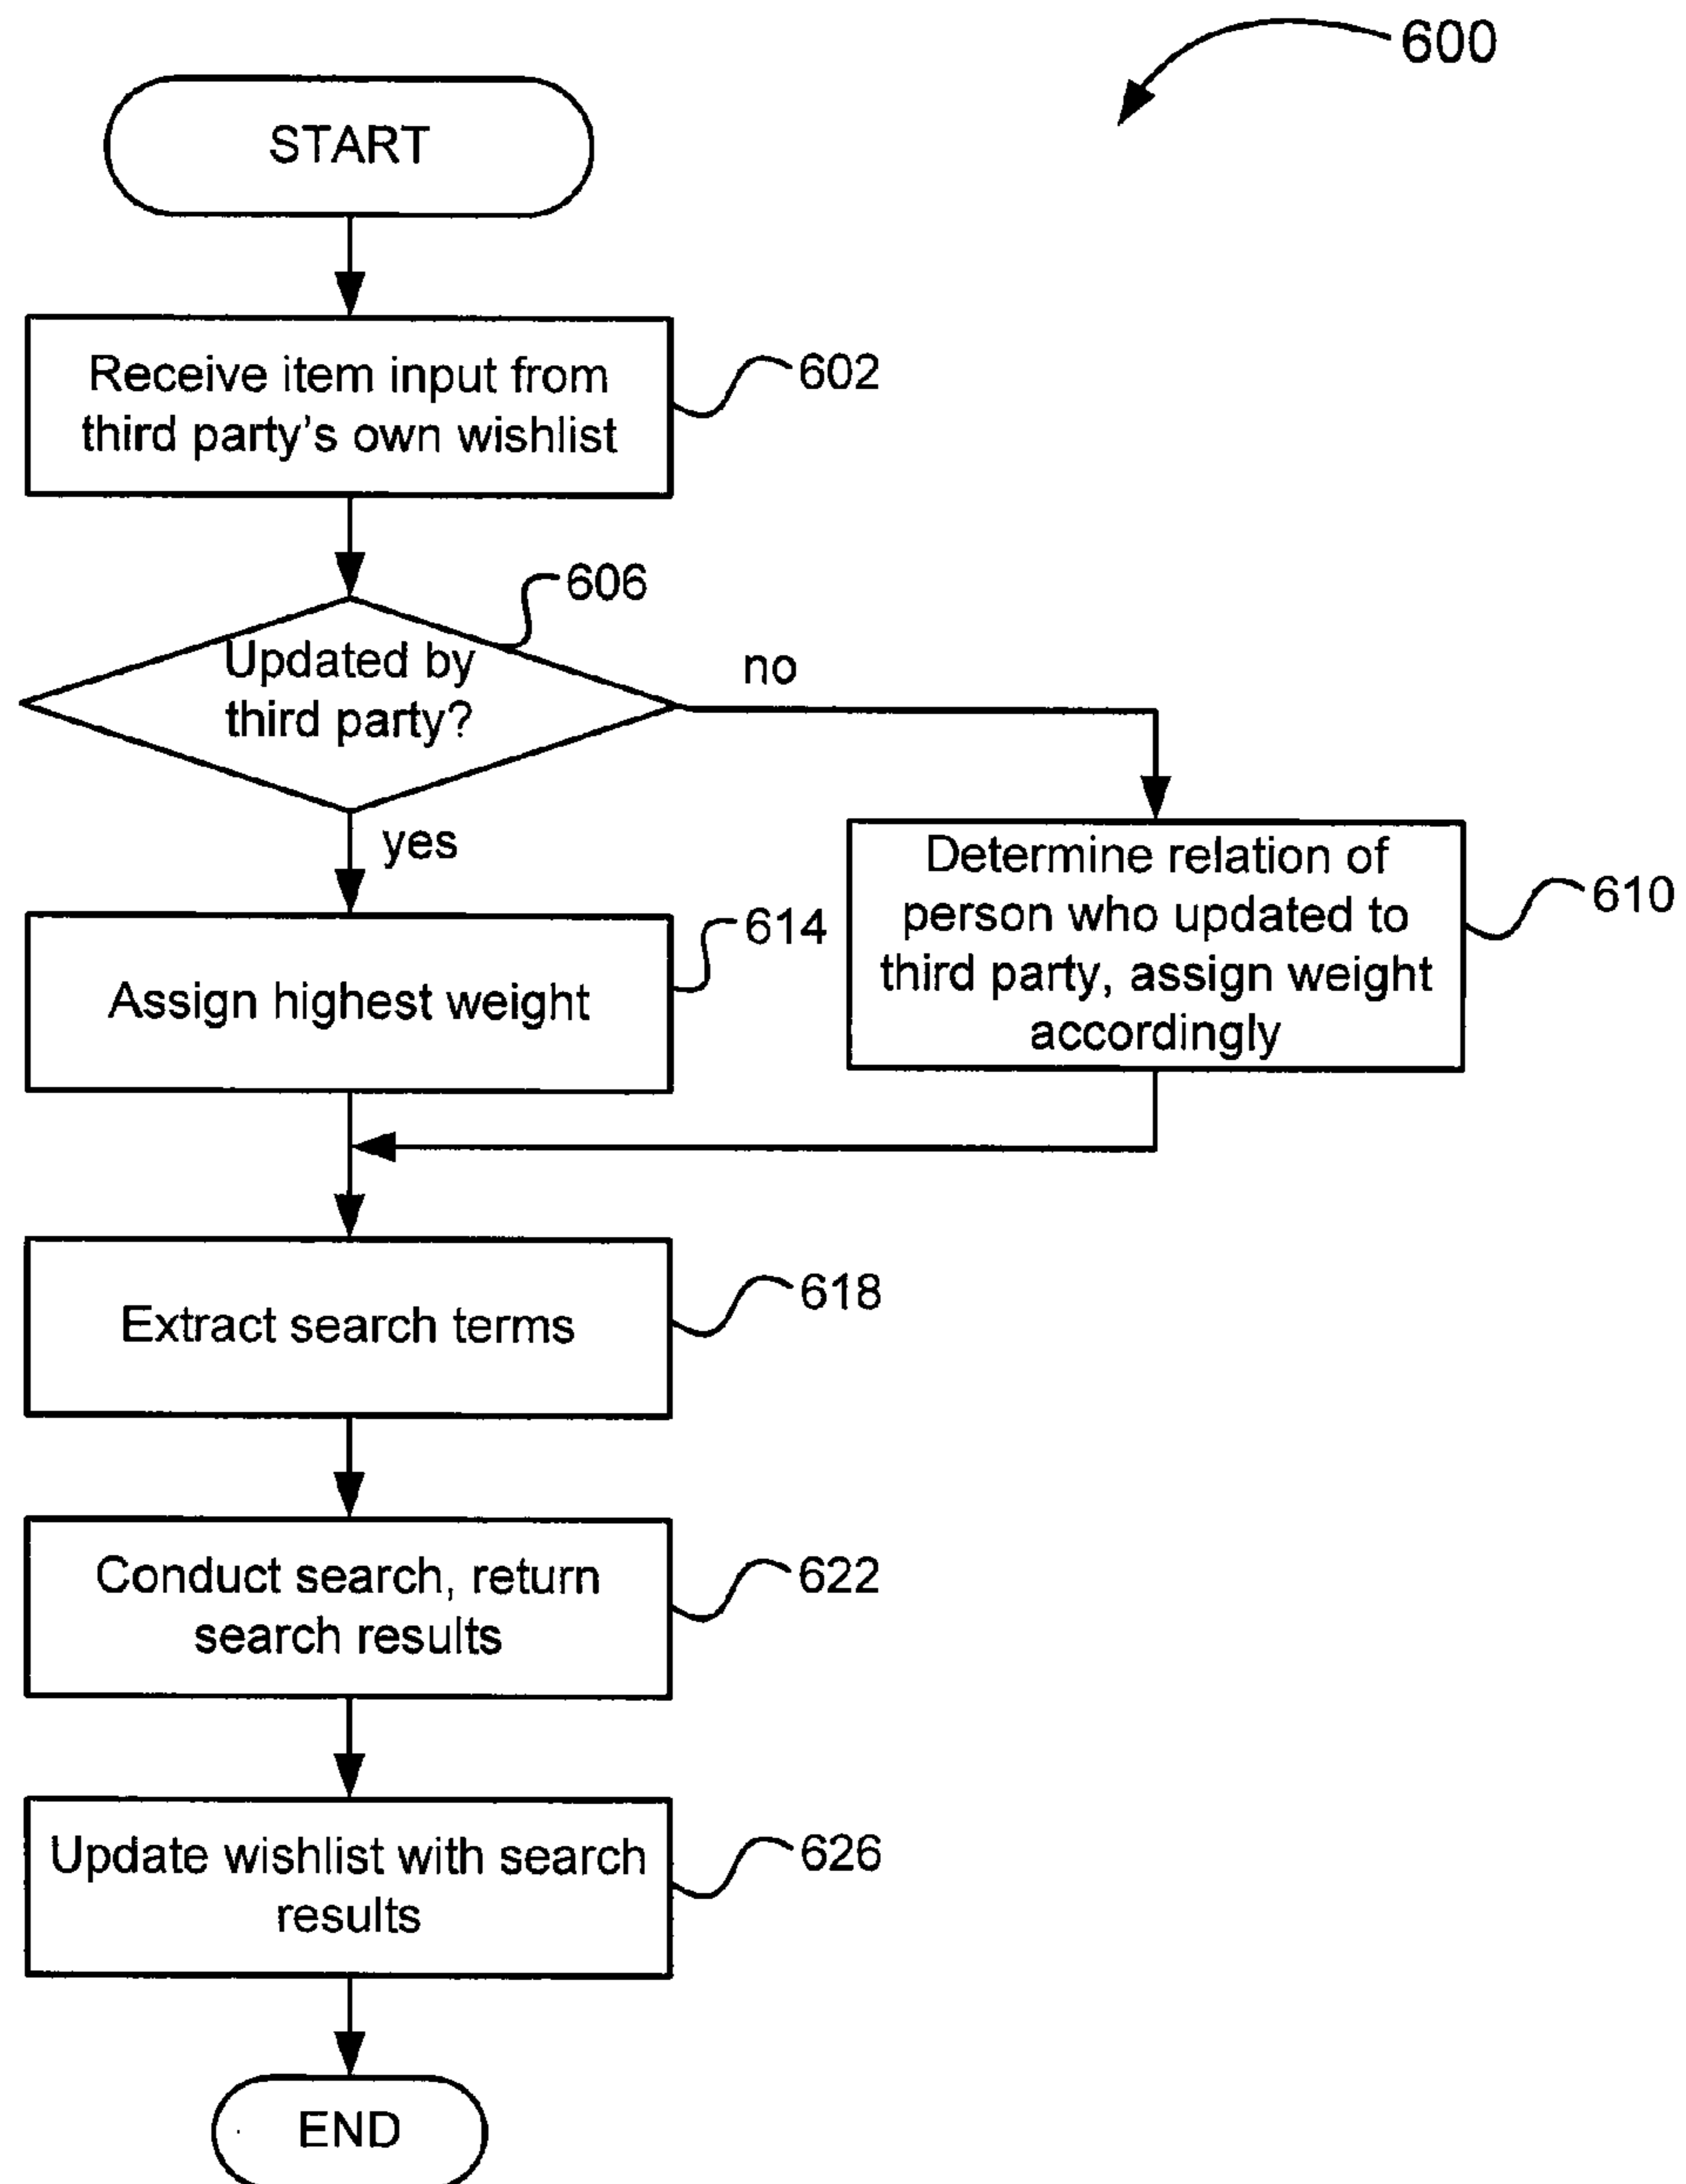 600
START
Receive item input from
third party's own wishlist
602
606
Updated by
third party?
no
yes
614
Assign highest weight
Determine relation of
person who updated to
third party, assign weight
accordingly
610
Extract search terms
618
Conduct search, return
search results
622
Update wishlist with search
results
626
END